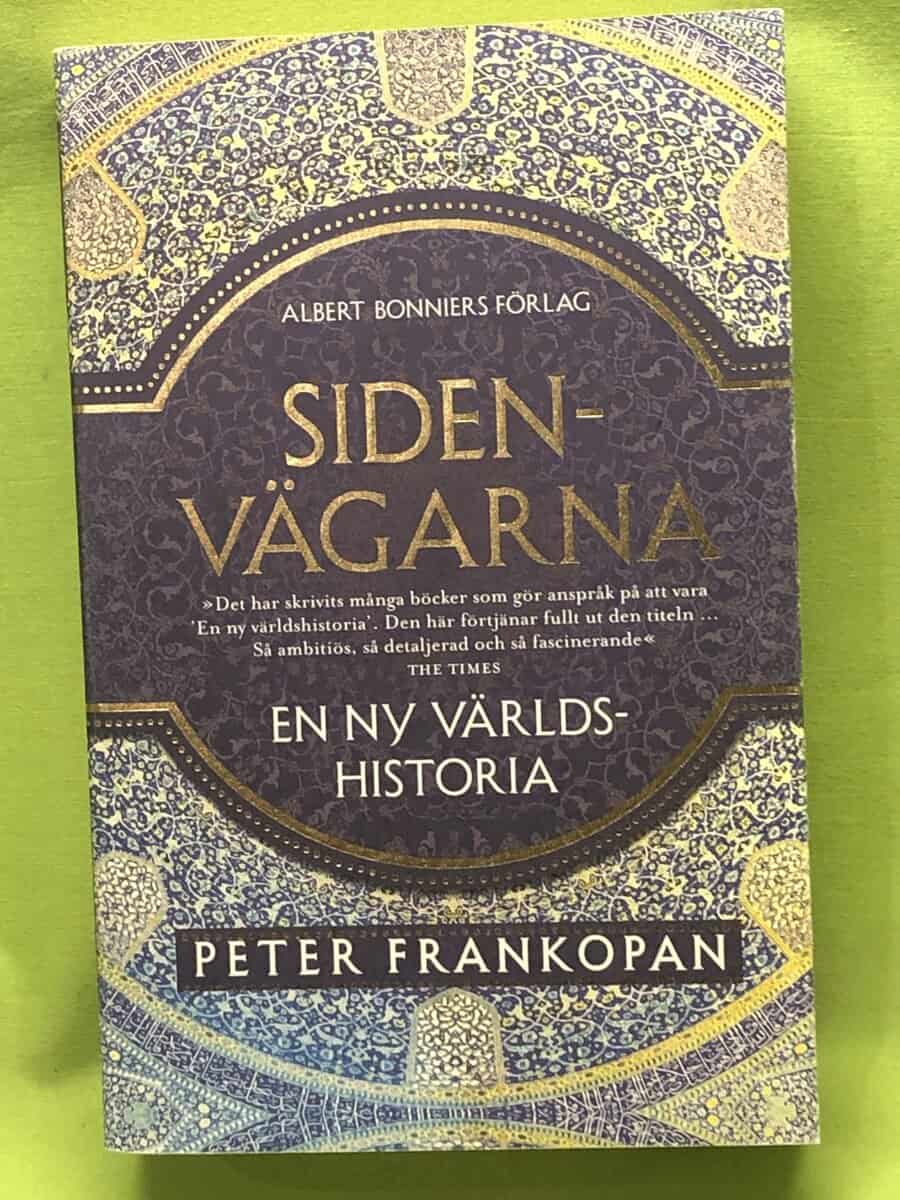 ALBERT BONNIERS FÖRLAG
SIDEN-
VÄGARNA
»Det har skrivits många böcker som gör anspråk på att vara
'En ny världshistoria'. Den här förtjänar fullt ut den titeln ...
Så ambitiös, så detaljerad och så fascinerande«
THE TIMES
EN NY VÄRLDS-
HISTORIA
PETER FRANKOPAN